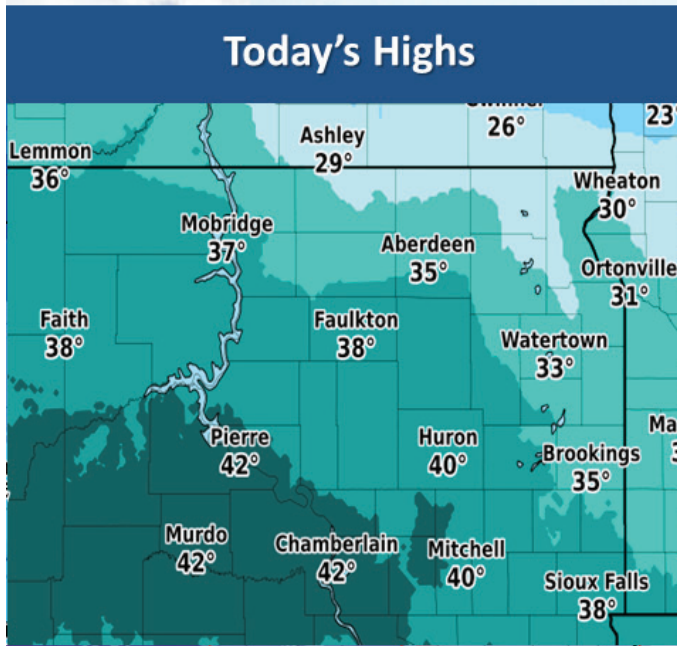 Today's Highs
26°
23°
Ashley
29°
Lemmon
36°
Wheaton
30°
Mobridge
37°
Aberdeen
35°
Ortonville
31°
Faith
38°
Faulkton
38°
Watertown
33°
Pierre
42°
Huron
40°
Brookings
35°
Murdo
42°
Chamberlain
42°
Mitchell
40°
Sioux Falls
38°